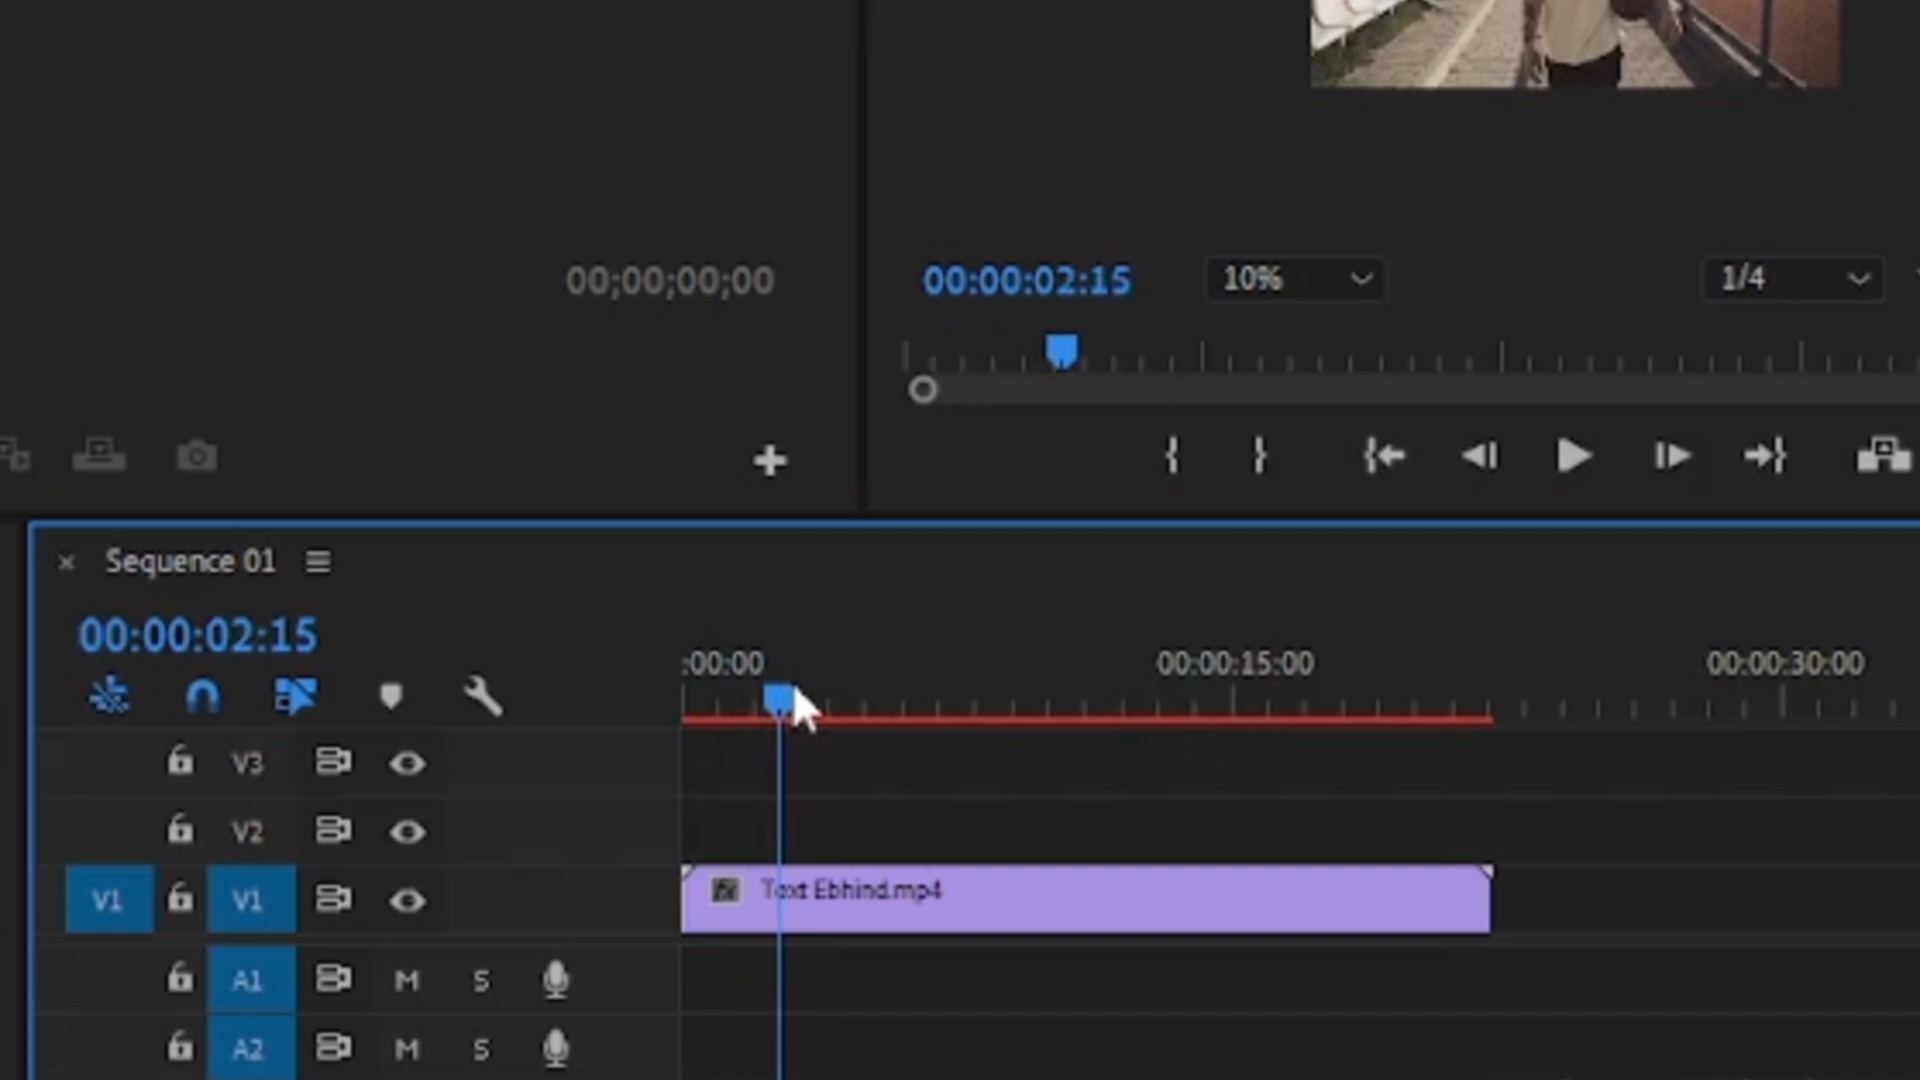 00;00;00;00
00:00:02:15 10% 1/4
Sequence 01
00:00:02:15
:00:00 00:00:15:00 00:00:30:00
V3
V2
V1 V1 fx Text Ebhind.mp4
A1 M S
A2 M S